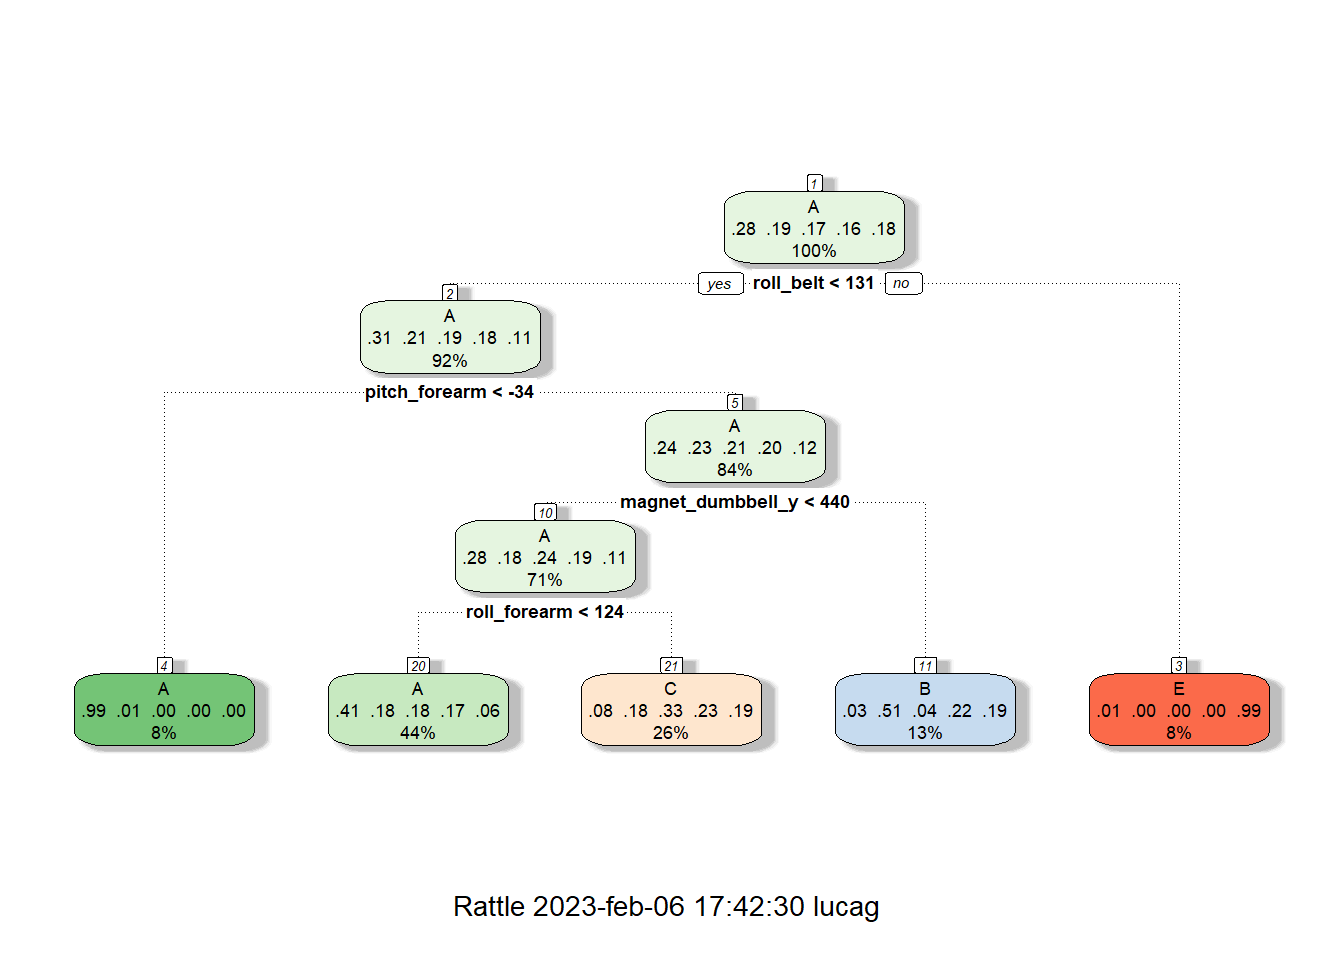 1
A
.28 .19 .17 .16 .18
100%
yes roll_belt < 131 no
2
A
.31 .21 .19 .18 .11
92%
pitch_forearm < -34
5
A
.24 .23 .21 .20 .12
84%
magnet_dumbbell_y < 440
10
A
.28 .18 .24 .19 .11
71%
roll_forearm < 124
4
A
.99 .01 .00 .00 .00
8%
20
A
.41 .18 .18 .17 .06
44%
21
C
.08 .18 .33 .23 .19
26%
11
B
.03 .51 .04 .22 .19
13%
3
E
.01 .00 .00 .00 .99
8%
Rattle 2023-feb-06 17:42:30 lucag